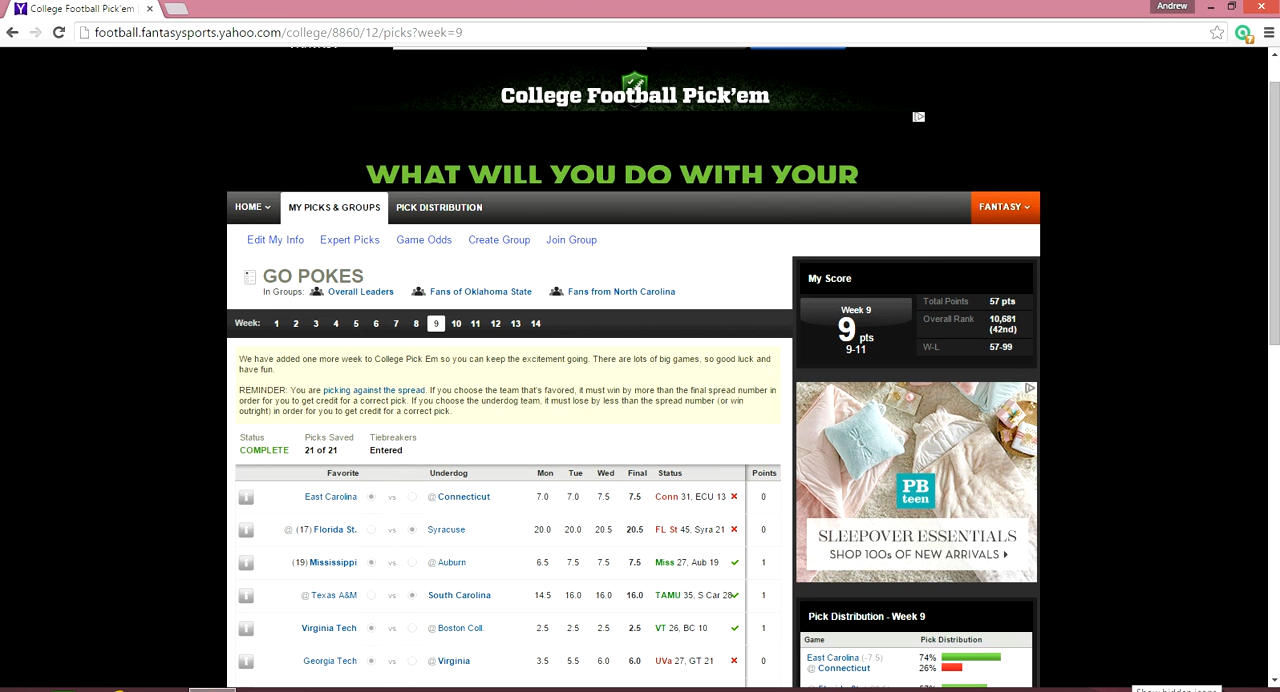 College Football Pick'em
Andrew
football.fantasysports.yahoo.com/college/8860/12/picks?week=9
College Football Pick'em
WHAT WILL YOU DO WITH YOUR
HOME MY PICKS & GROUPS PICK DISTRIBUTION FANTASY
Edit My Info Expert Picks Game Odds Create Group Join Group
GO POKES
In Groups: Overall Leaders Fans of Oklahoma State Fans from North Carolina
Week: 1 2 3 4 5 6 7 8 9 10 11 12 13 14
We have added one more week to College Pick Em so you can keep the excitement going. There are lots of big games, so good luck and
have fun.
REMINDER: You are picking against the spread. If you choose the team that's favored, it must win by more than the final spread number in
order for you to get credit for a correct pick. If you choose the underdog team, it must lose by less than the spread number (or win
outright) in order for you to get credit for a correct pick.
Status Picks Saved Tiebreakers
COMPLETE 21 of 21 Entered
Favorite Underdog Mon Tue Wed Final Status Points
East Carolina vs @ Connecticut 7.0 7.0 7.5 7.5 Conn 31, ECU 13 0
@ (17) Florida St. vs Syracuse 20.0 20.0 20.5 20.5 FL St 45, Syra 21 0
(19) Mississippi vs @ Auburn 6.5 7.5 7.5 7.5 Miss 27, Aub 19 1
@ Texas A&M vs South Carolina 14.5 16.0 16.0 16.0 TAMU 35, S Car 28 1
Virginia Tech vs @ Boston Coll. 2.5 2.5 2.5 2.5 VT 26, BC 10 1
Georgia Tech vs @ Virginia 3.5 5.5 6.0 6.0 UVa 27, GT 21 0
My Score
Week 9
9 pts
9-11
Total Points 57 pts
Overall Rank 10,681
(42nd)
W-L 57-99
PB
teen
SLEEPOVER ESSENTIALS
SHOP 100s OF NEW ARRIVALS
Pick Distribution - Week 9
Game Pick Distribution
East Carolina (-7.5) 74%
@ Connecticut 26%
Show hidden icons